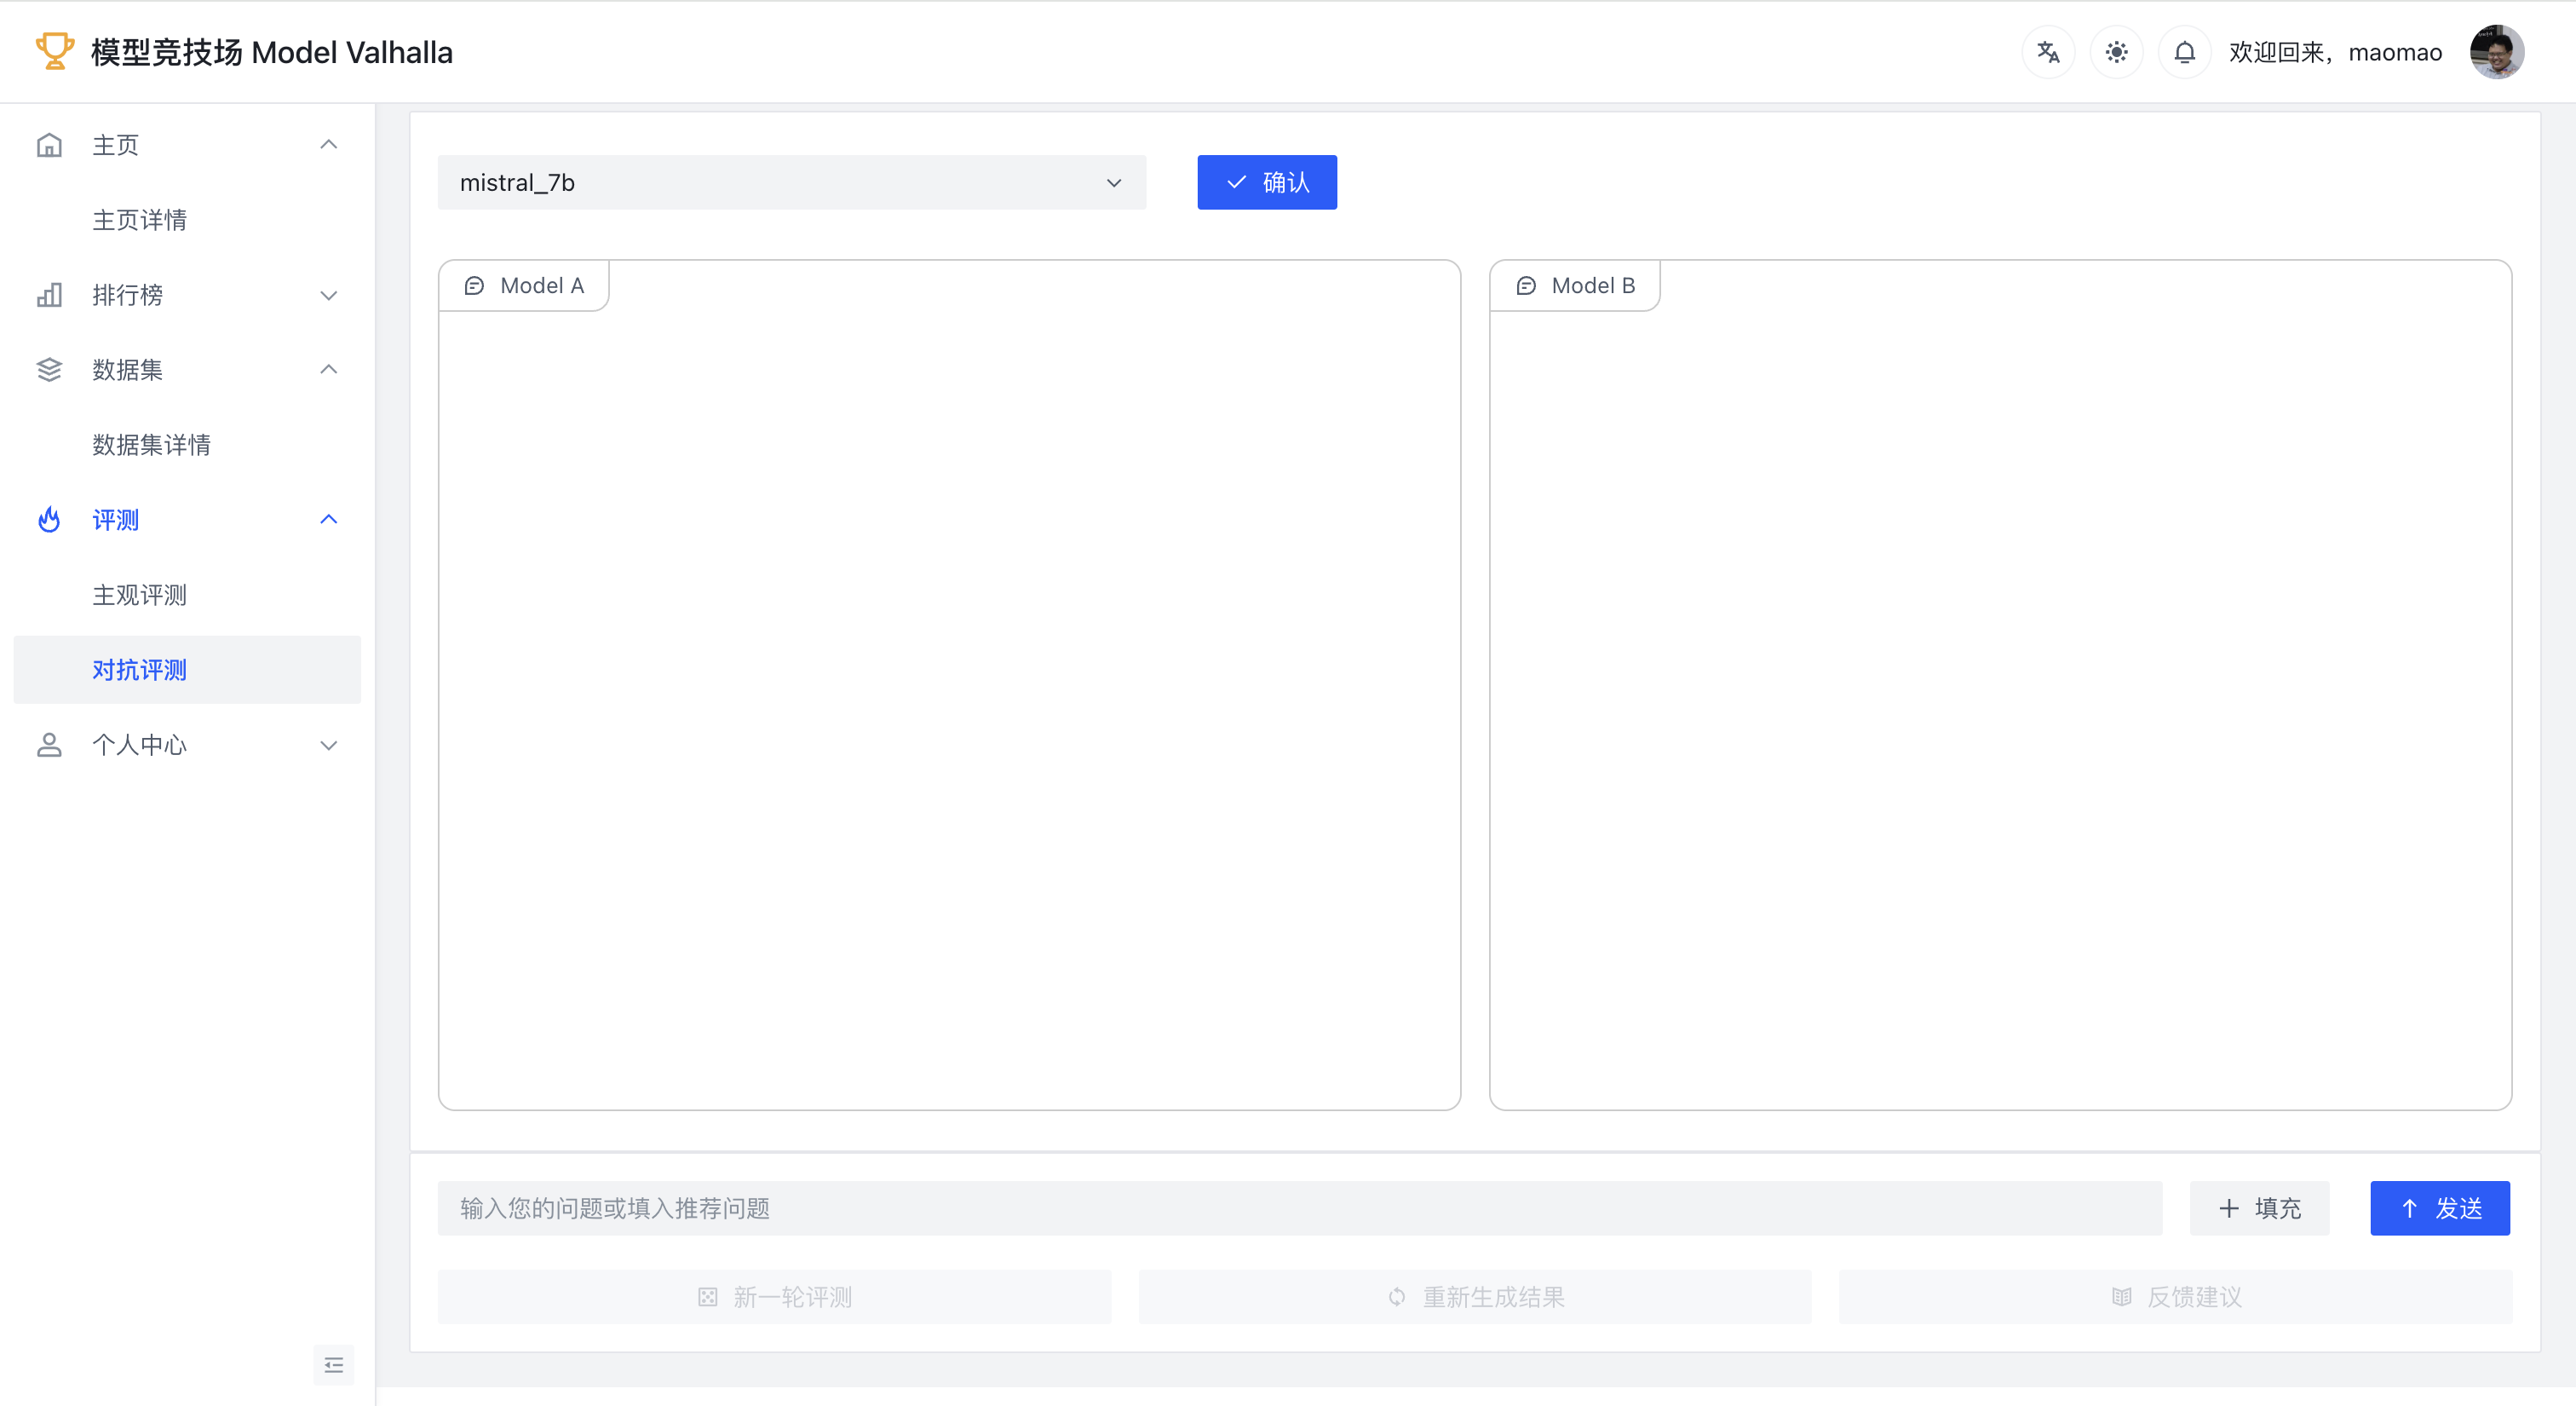 模型竞技场 Model Valhalla
欢迎回来，maomao
主页
主页详情
排行榜
数据集
数据集详情
评测
主观评测
对抗评测
个人中心
mistral_7b
确认
Model A
Model B
输入您的问题或填入推荐问题
填充
发送
新一轮评测
重新生成结果
反馈建议